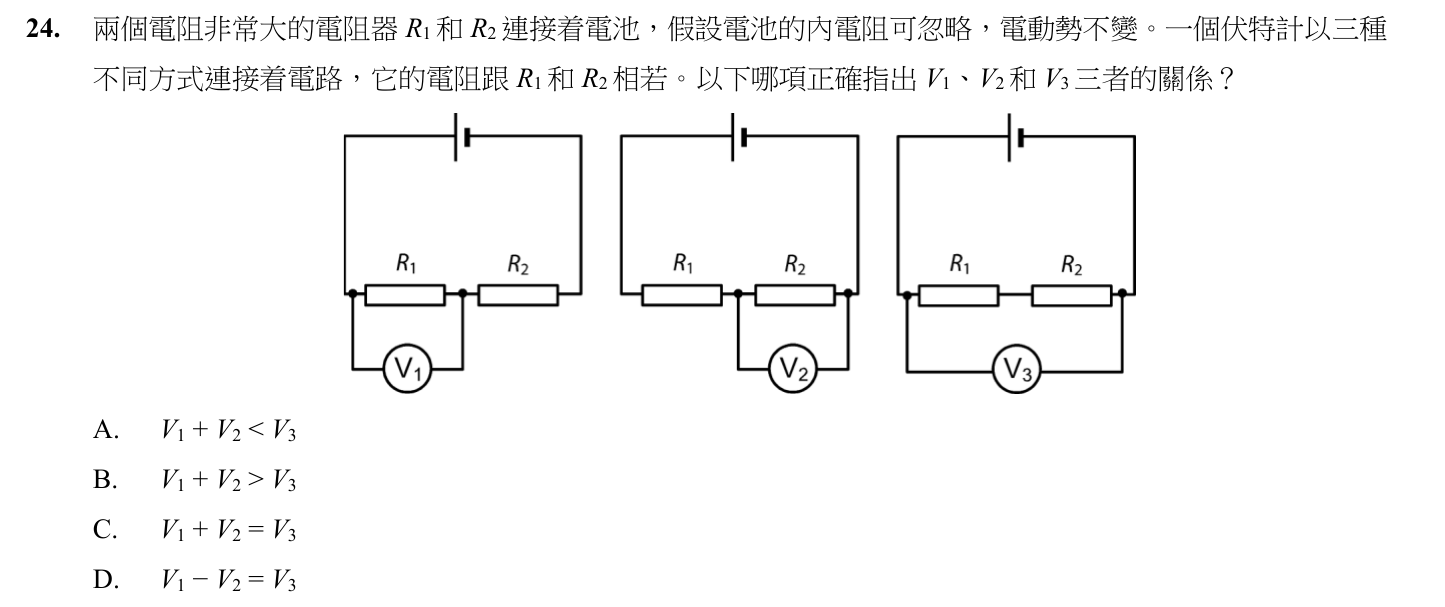 24. 兩個電阻非常大的電阻器 R₁ 和 R₂ 連接着電池，假設電池的內電阻可忽略，電動勢不變。一個伏特計以三種
不同方式連接着電路，它的電阻跟 R₁ 和 R₂ 相若。以下哪項正確指出 V₁、V₂ 和 V₃ 三者的關係？
R₁ R₂ R₁ R₂ R₁ R₂
V₁ V₂ V₃
A. V₁ + V₂ < V₃
B. V₁ + V₂ > V₃
C. V₁ + V₂ = V₃
D. V₁ − V₂ = V₃